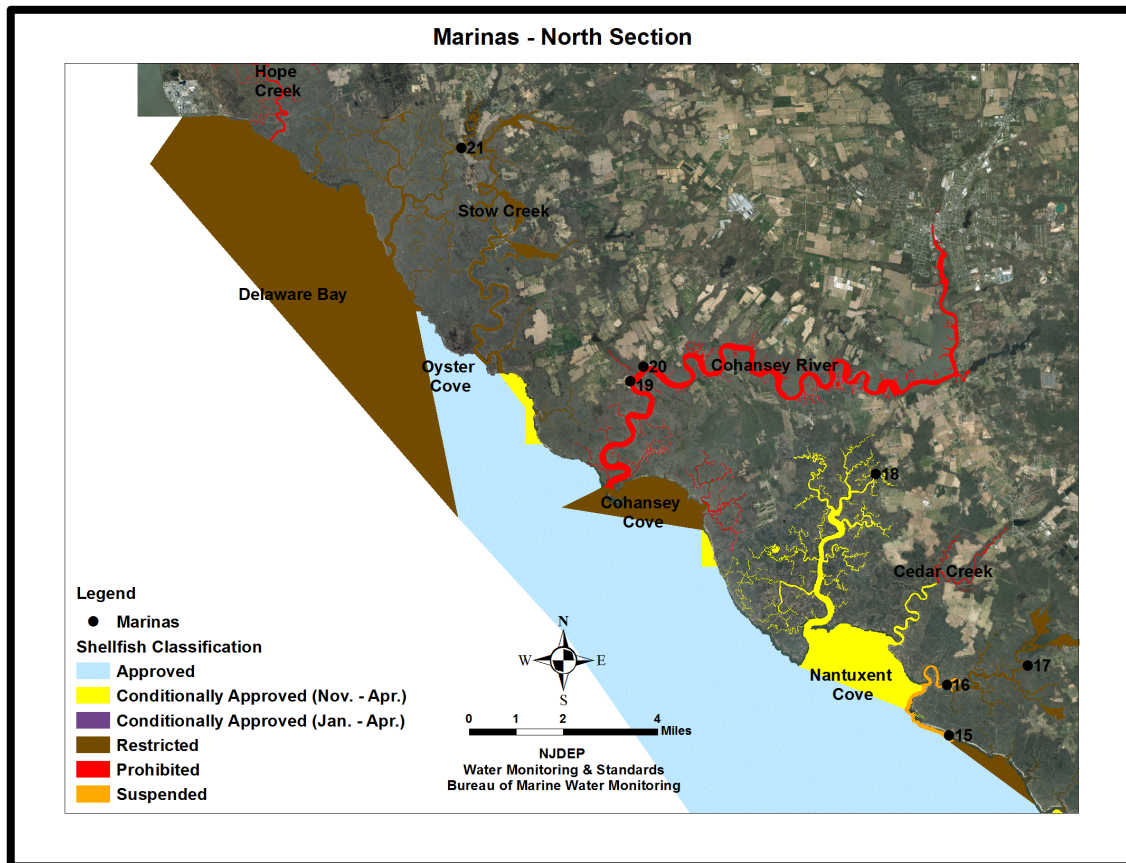 Marinas - North Section
Hope
Creek
21
Stow Creek
Delaware Bay
Oyster
Cove
20
19
Cohansey River
18
Cohansey
Cove
Cedar Creek
17
Nantuxent
Cove
16
15
Legend
Marinas
Shellfish Classification
Approved
Conditionally Approved (Nov. - Apr.)
Conditionally Approved (Jan. - Apr.)
Restricted
Prohibited
Suspended
N
W E
S
0 1 2 4
Miles
NJDEP
Water Monitoring & Standards
Bureau of Marine Water Monitoring